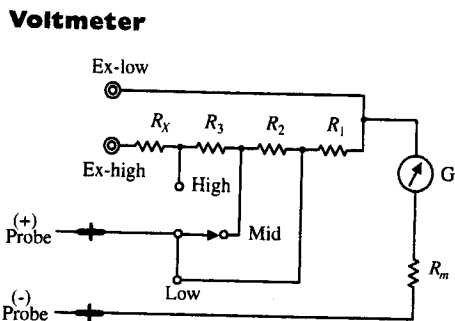 Voltmeter
Ex-low
R_X R_3 R_2 R_1
Ex-high
High
G
(+)
Probe
Mid
Low
R_m
(-)
Probe